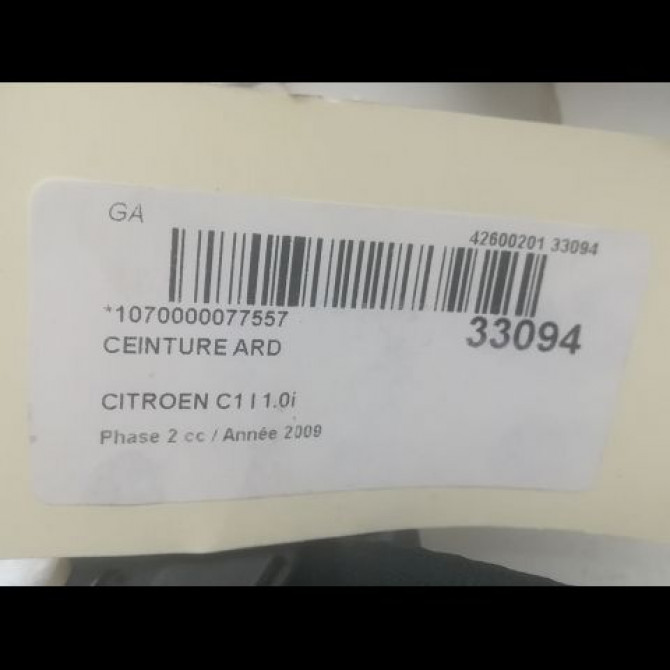 GA
42600201 33094
*1070000077557
33094
CEINTURE ARD
CITROEN C1 I 1.0i
Phase 2 cc / Année 2009